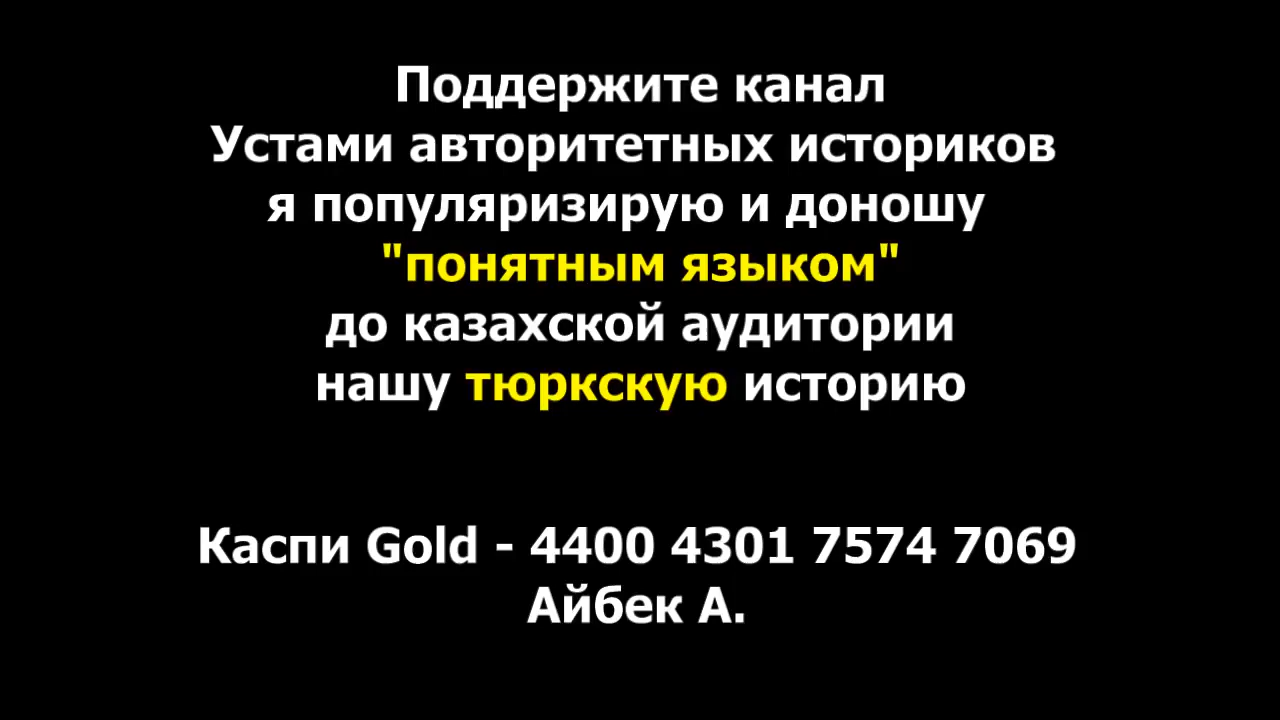 Поддержите канал
Устами авторитетных историков
я популяризирую и доношу
"понятным языком"
до казахской аудитории
нашу тюркскую историю
Каспи Gold - 4400 4301 7574 7069
Айбек А.